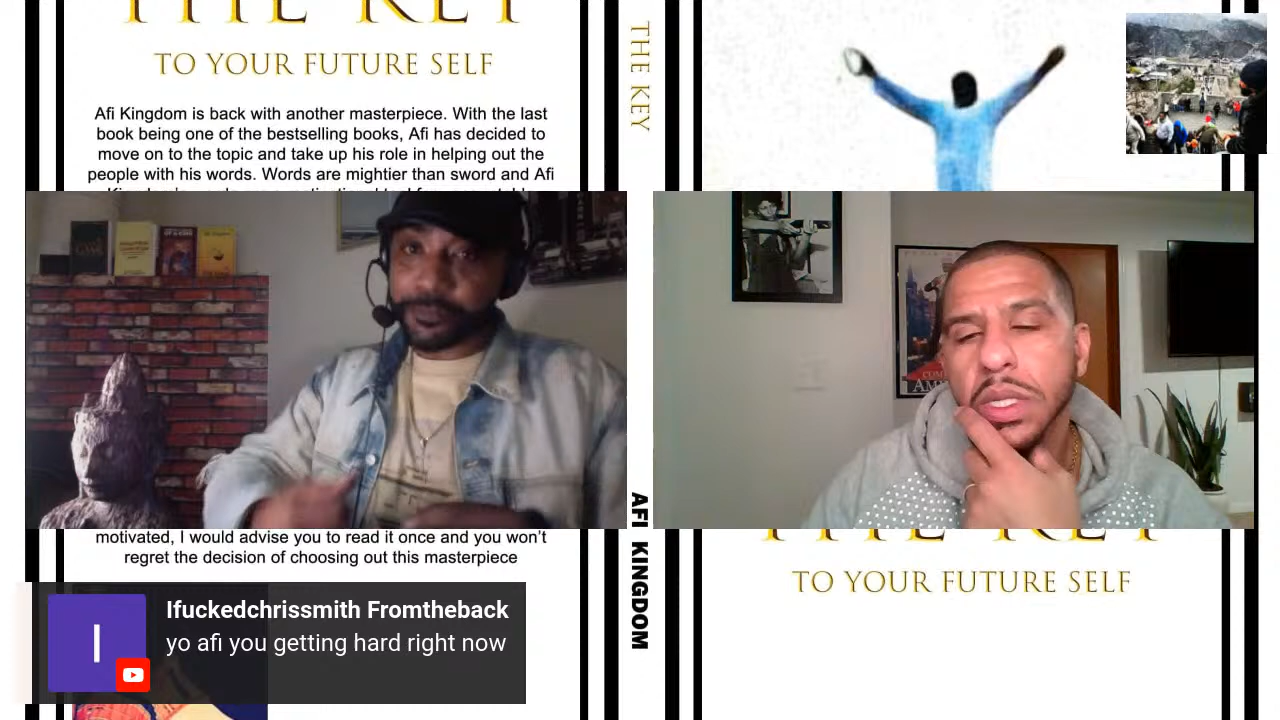 THE KEY
TO YOUR FUTURE SELF
Afi Kingdom is back with another masterpiece. With the last
book being one of the bestselling books, Afi has decided to
move on to the topic and take up his role in helping out the
people with his words. Words are mightier than sword and Afi
motivated, I would advise you to read it once and you won't
regret the decision of choosing out this masterpiece
THE KEY
AFI KINGDOM
THE KEY
TO YOUR FUTURE SELF
I
Ifuckedchrissmith Fromtheback
yo afi you getting hard right now